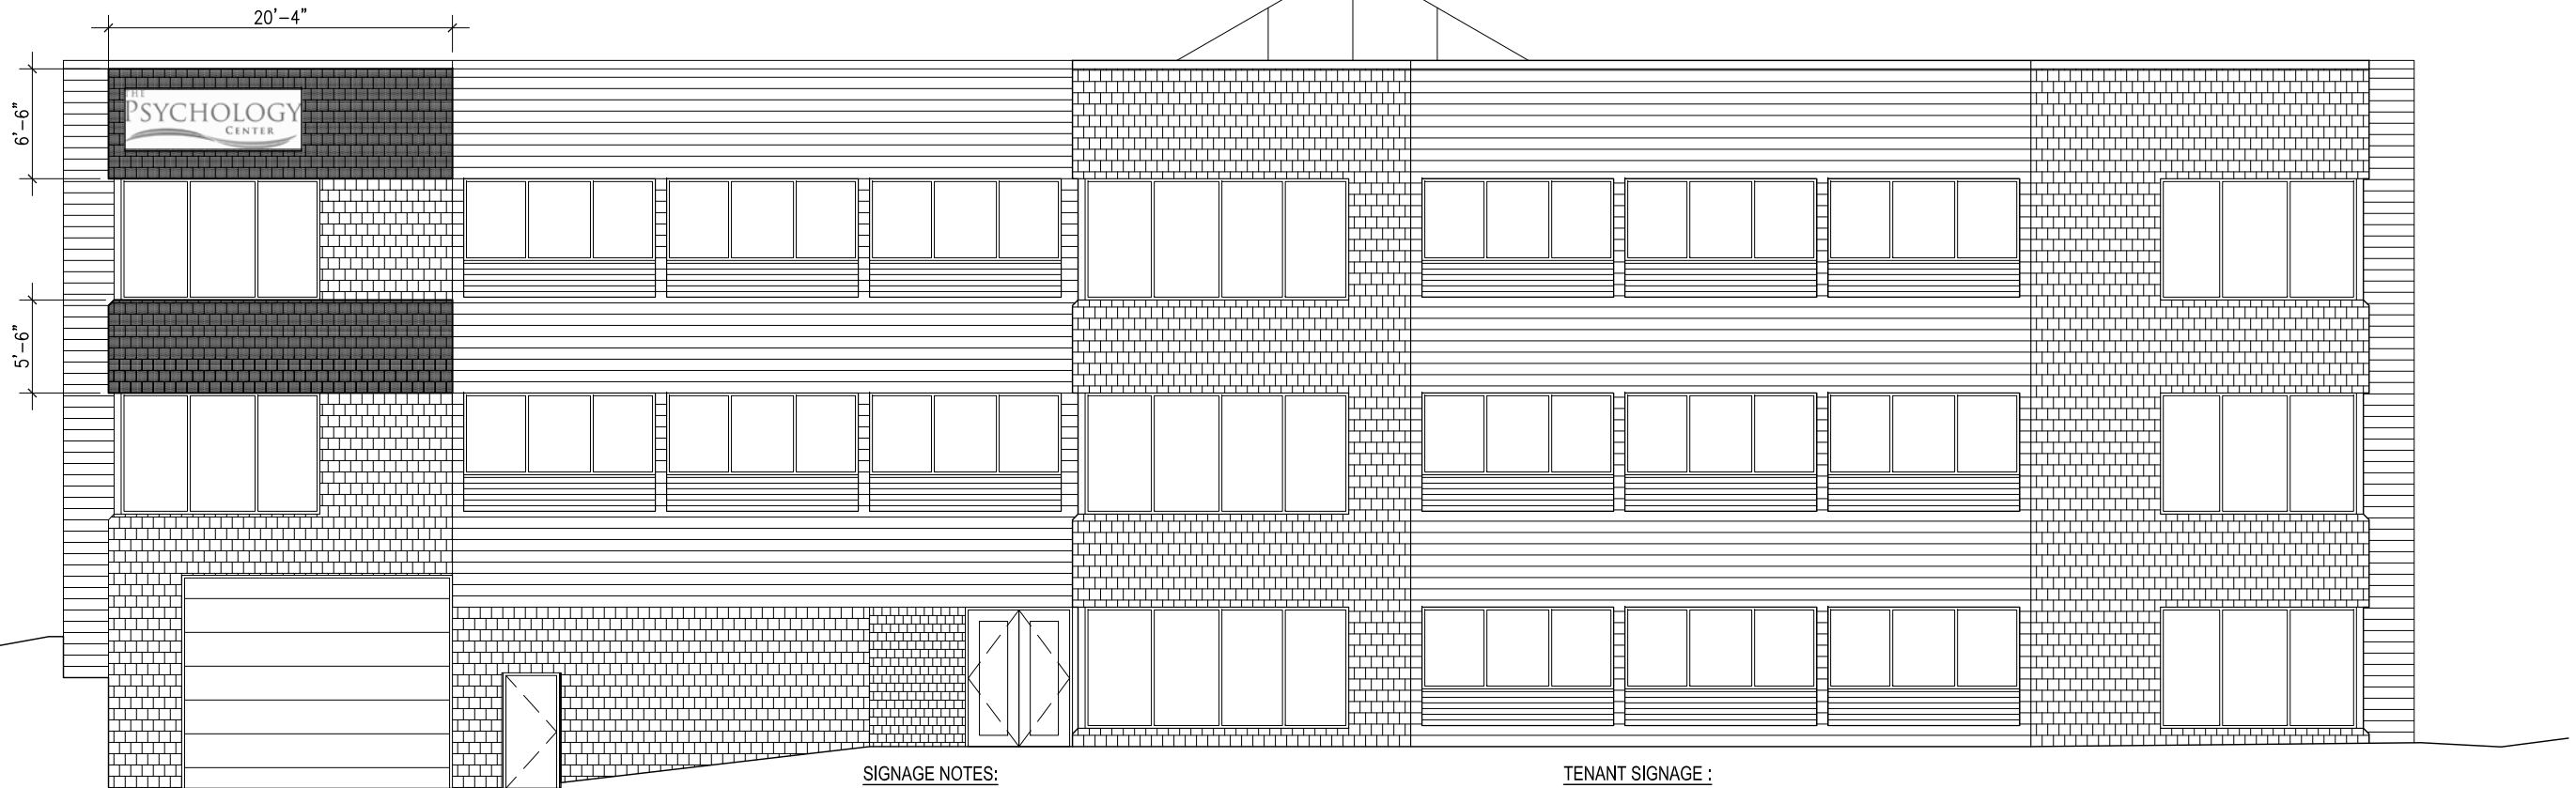 20'-4"
6'-6"
THE
PSYCHOLOGY
CENTER
5'-6"
SIGNAGE NOTES:
TENANT SIGNAGE :